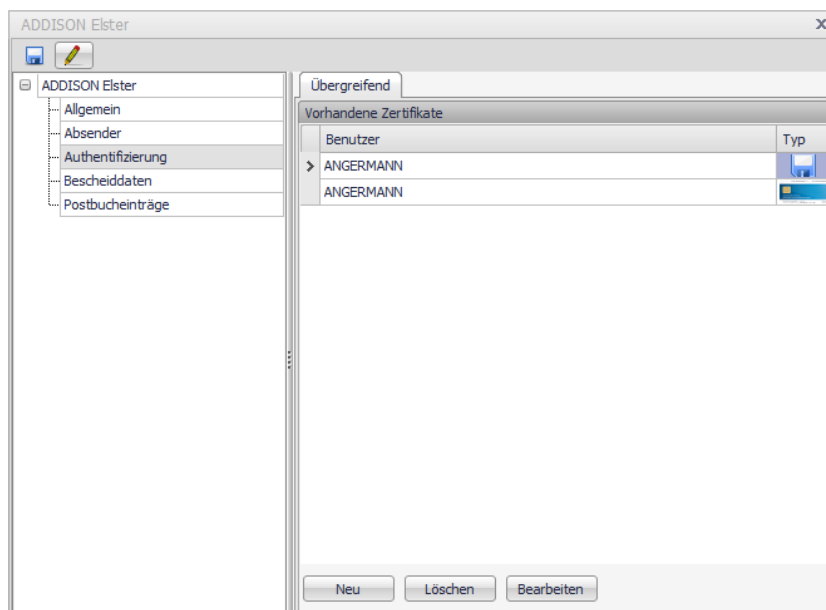 ADDISON Elster
ADDISON Elster
Allgemein
Absender
Authentifizierung
Bescheiddaten
Postbucheinträge
Übergreifend
Vorhandene Zertifikate
Benutzer Typ
ANGERMANN
ANGERMANN
Neu Löschen Bearbeiten